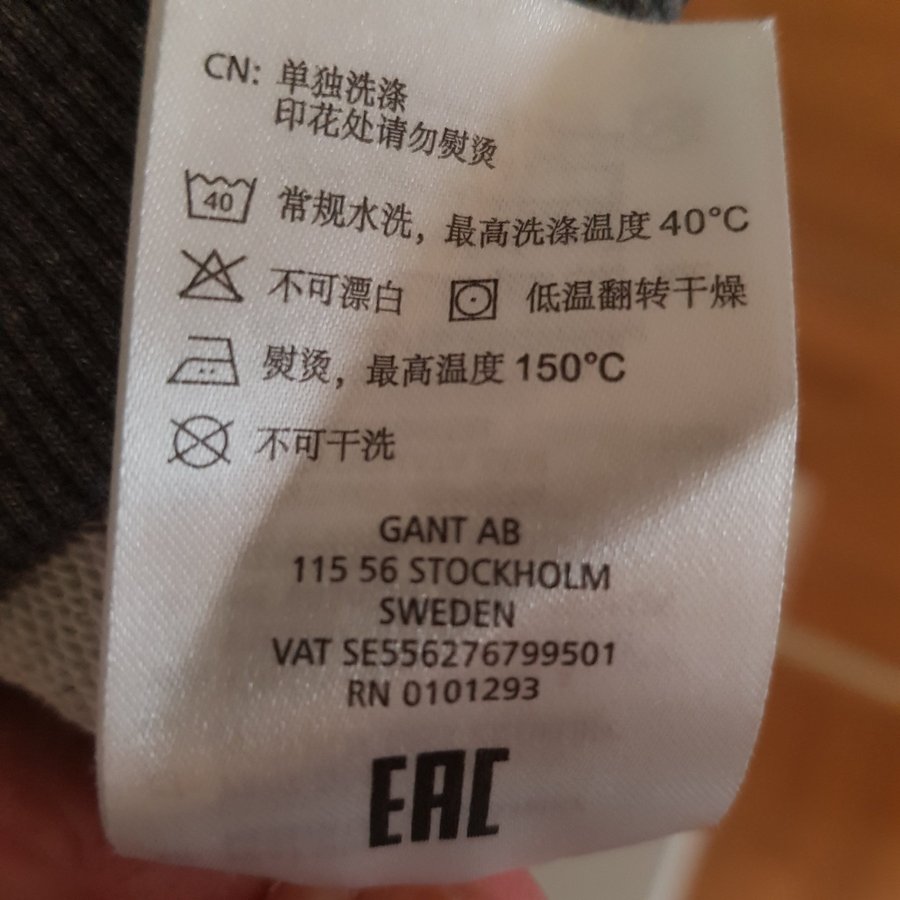 CN: 单独洗涤
印花处请勿熨烫
40 常规水洗，最高洗涤温度 40°C
不可漂白 低温翻转干燥
熨烫，最高温度 150°C
不可干洗
GANT AB
115 56 STOCKHOLM
SWEDEN
VAT SE556276799501
RN 0101293
EAC